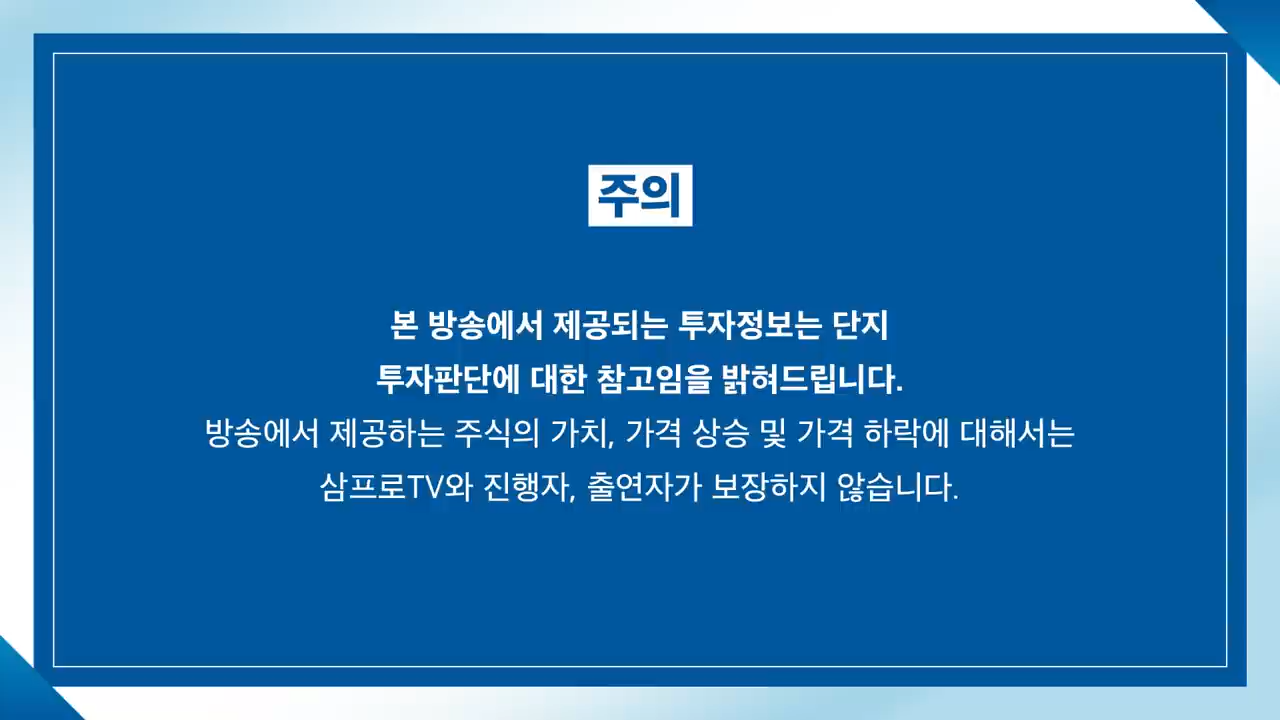 주의
본 방송에서 제공되는 투자정보는 단지
투자판단에 대한 참고임을 밝혀드립니다.
방송에서 제공하는 주식의 가치, 가격 상승 및 가격 하락에 대해서는
삼프로TV와 진행자, 출연자가 보장하지 않습니다.